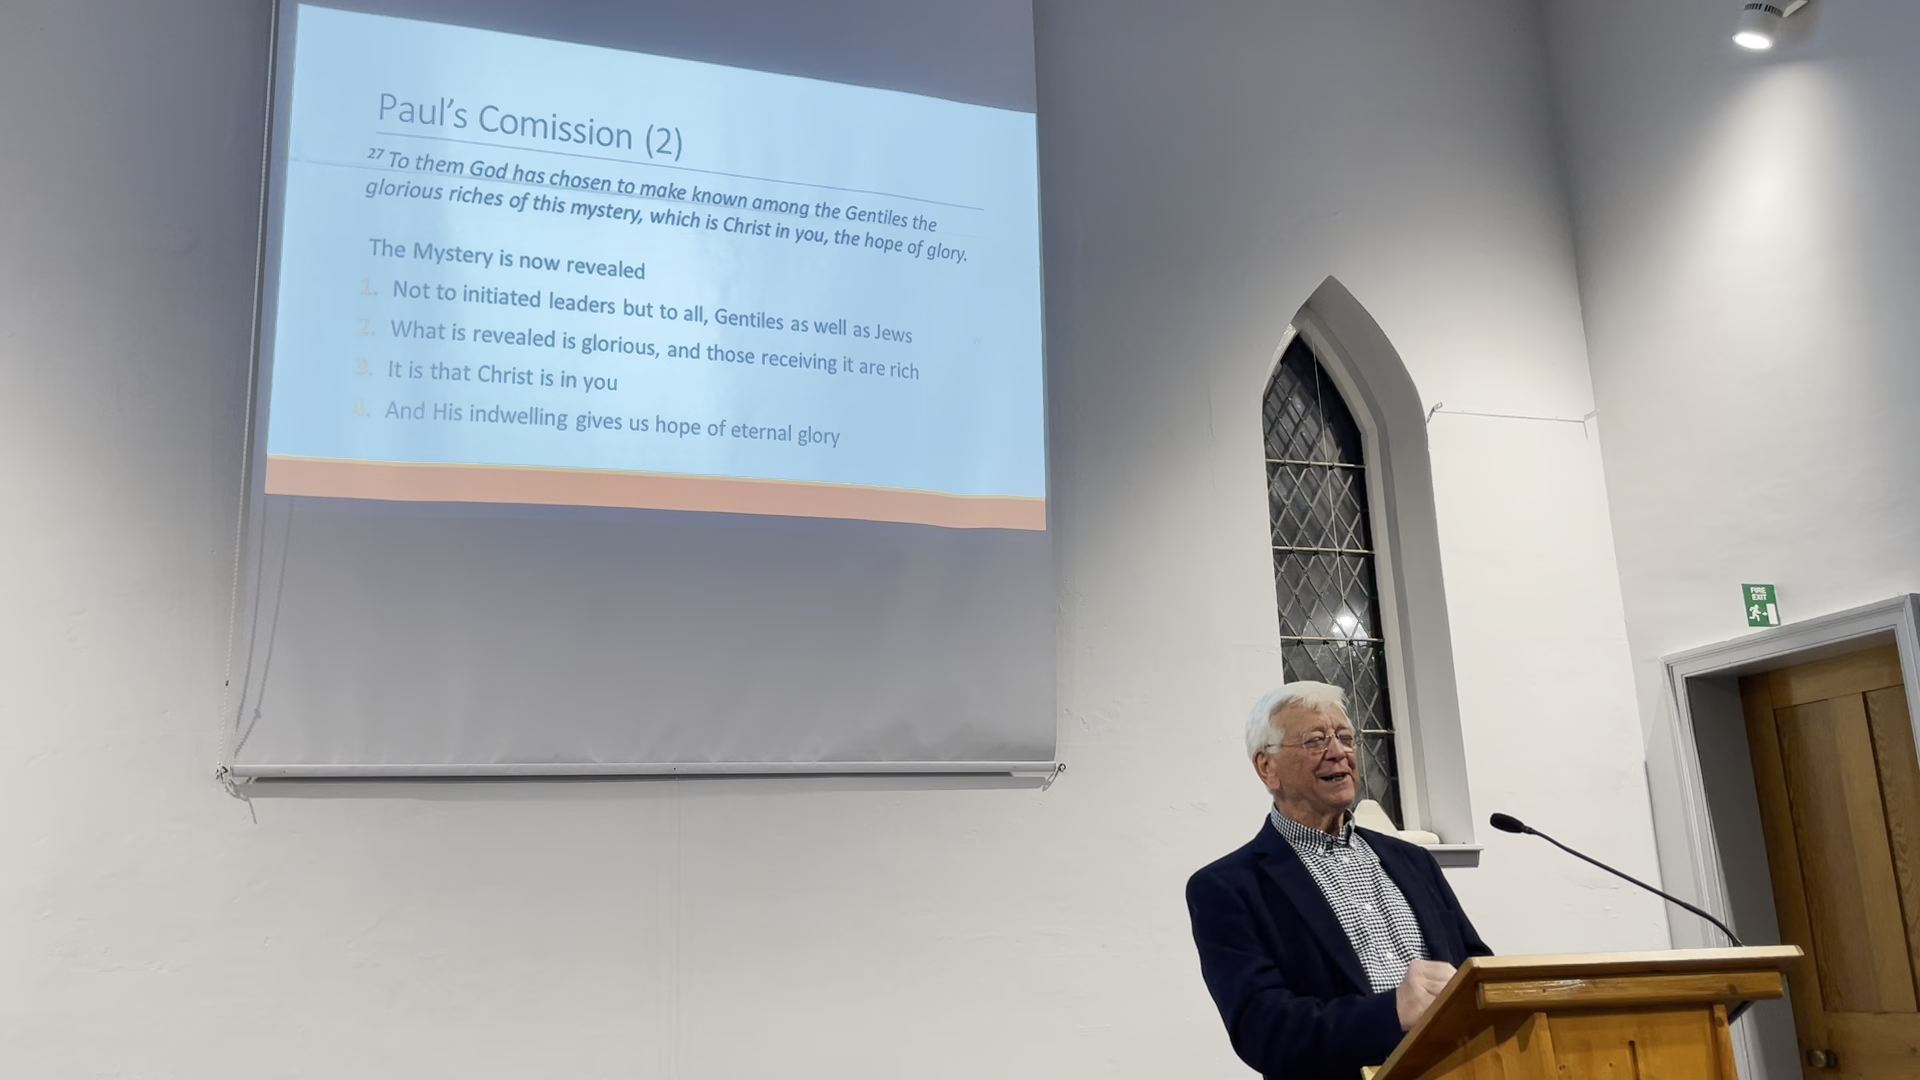 Paul's Comission (2)
27 To them God has chosen to make known among the Gentiles the
glorious riches of this mystery, which is Christ in you, the hope of glory.
The Mystery is now revealed
1. Not to initiated leaders but to all, Gentiles as well as Jews
2. What is revealed is glorious, and those receiving it are rich
3. It is that Christ is in you
4. And His indwelling gives us hope of eternal glory
FIRE
EXIT